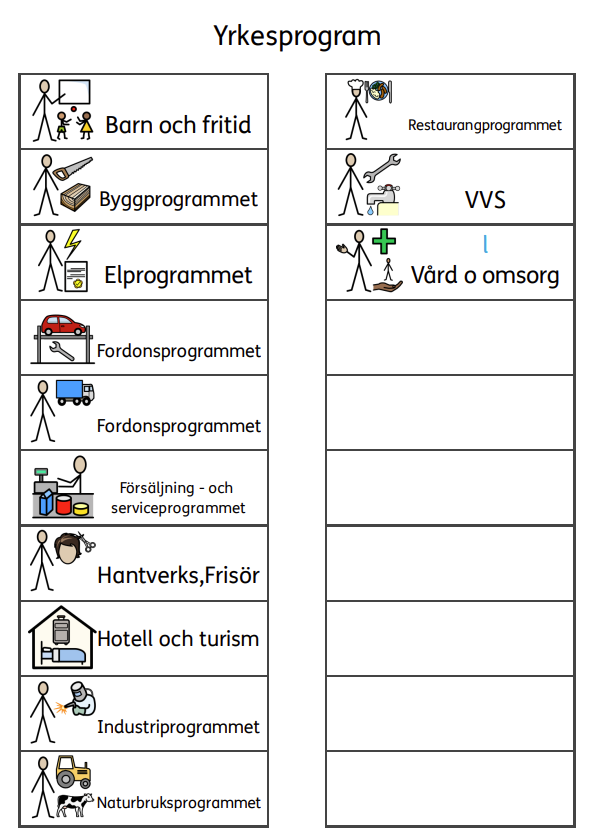 Yrkesprogram
Barn och fritid
Byggprogrammet
Elprogrammet
Fordonsprogrammet
Fordonsprogrammet
Försäljning - och
serviceprogrammet
Hantverks,Frisör
Hotell och turism
Industriprogrammet
Naturbruksprogrammet
Restaurangprogrammet
VVS
l
Vård o omsorg